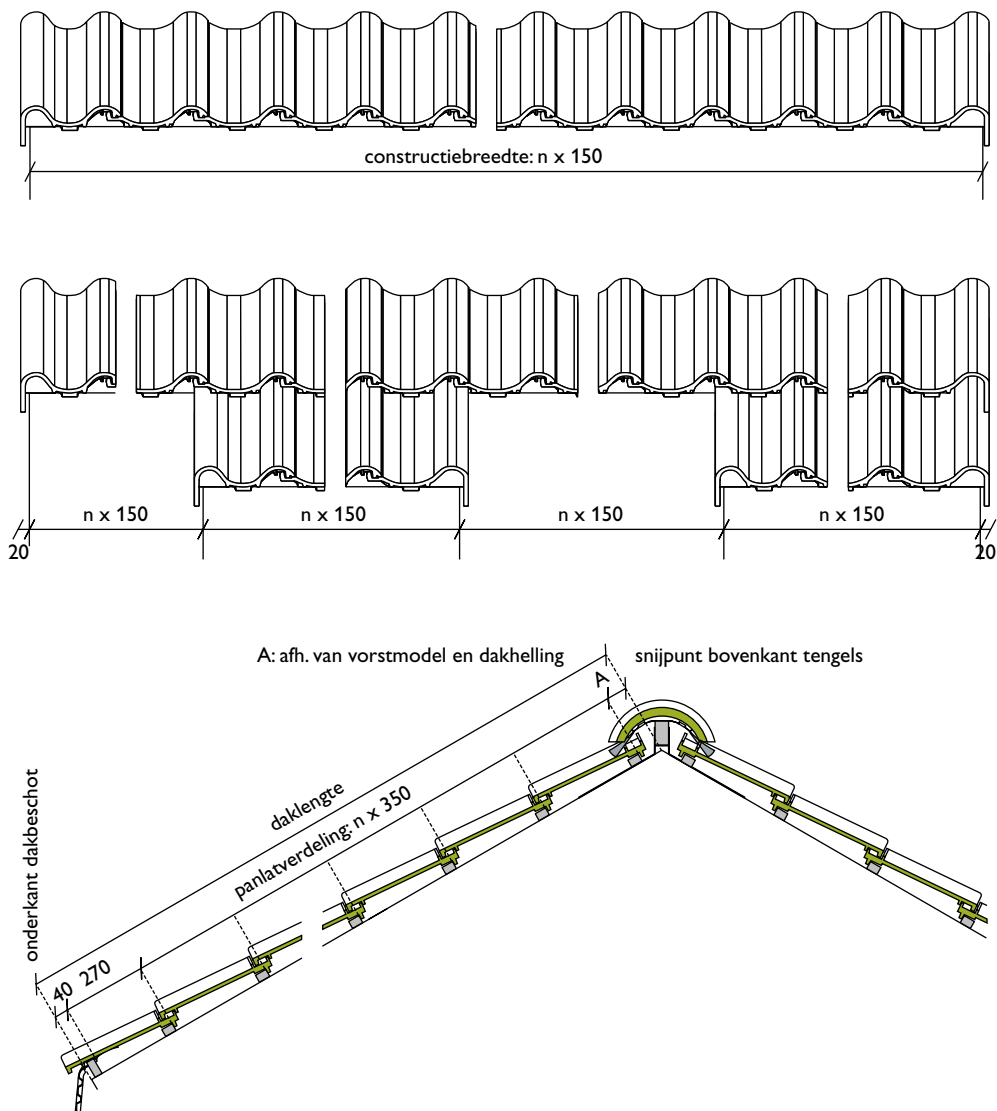 constructiebreedte: n x 150
n x 150
n x 150
n x 150
n x 150
20
20
A: afh. van vorstmodel en dakhelling
snijpunt bovenkant tengels
A
onderkant dakbeschot
daklengte
panlatverdeling: n x 350
40
270